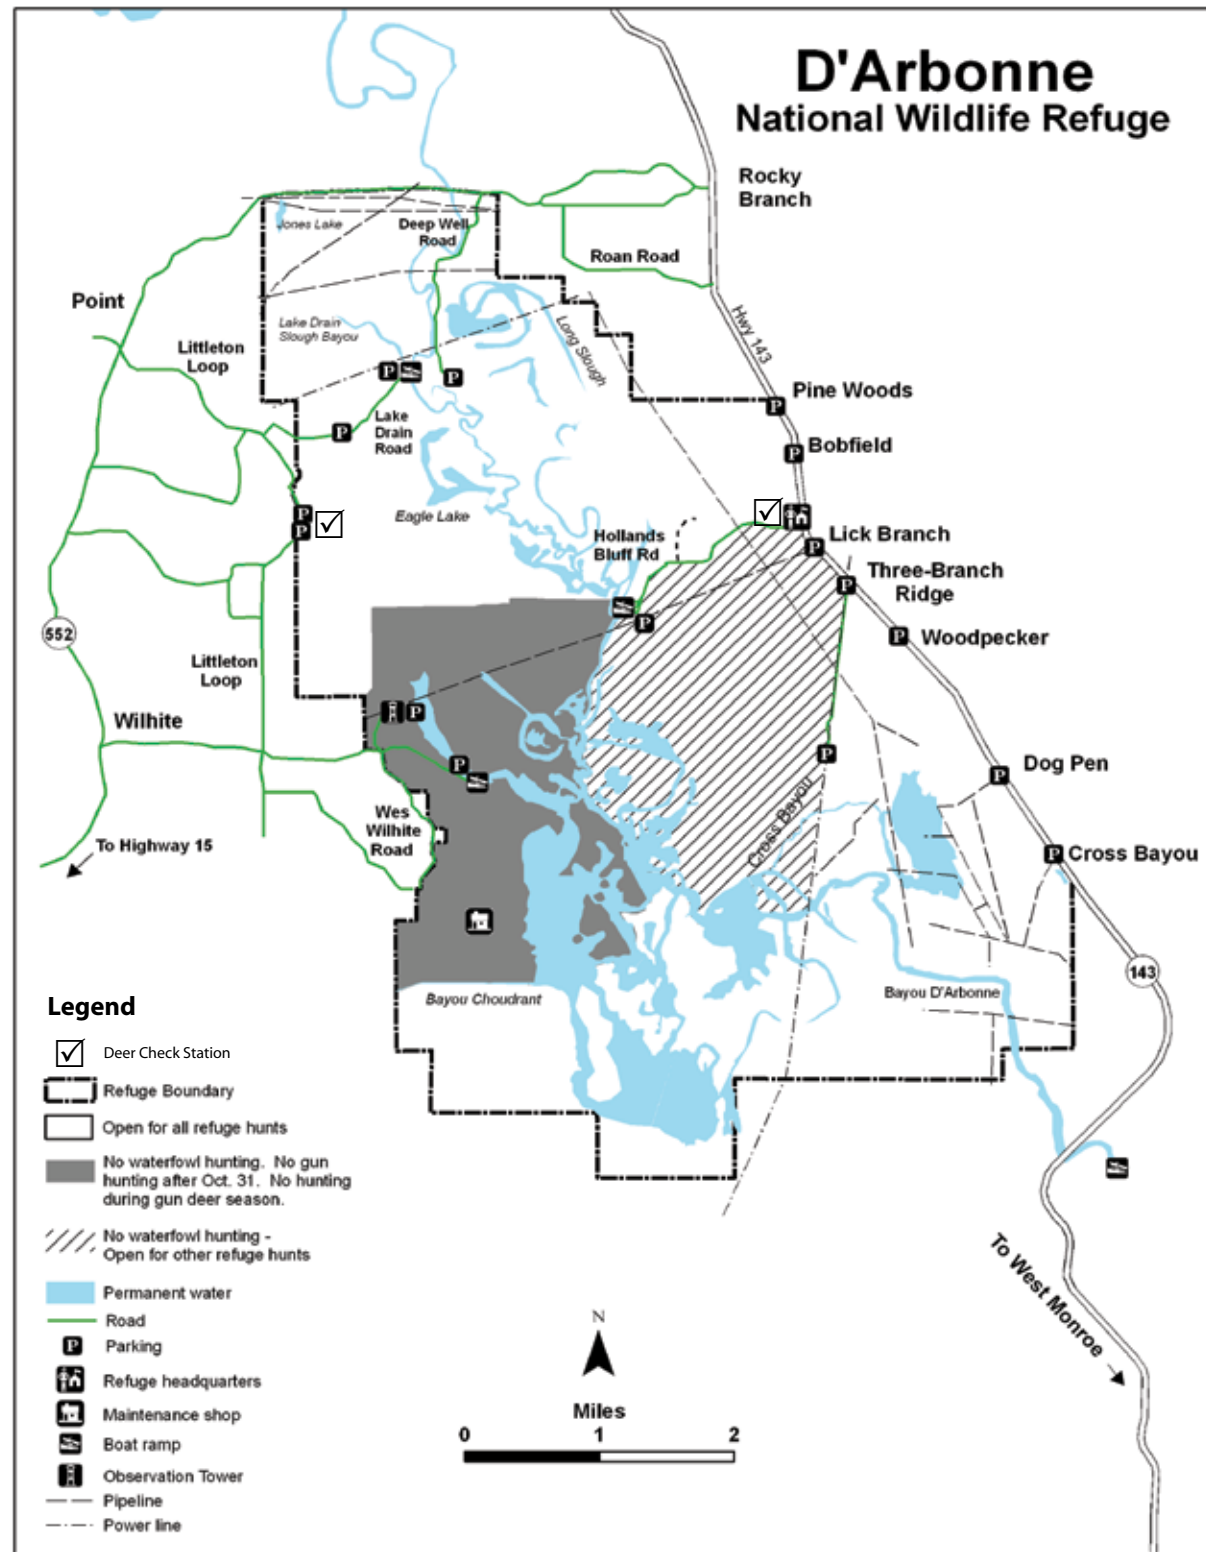 D'Arbonne
National Wildlife Refuge
Rocky
Branch
Jones Lake
Deep Well
Road
Roan Road
Point
Hwy 143
Lake Drain
Slough Bayou
Long Slough
Littleton
Loop
Pine Woods
P
P
P
P
Lake
Drain
Road
P
P
Bobfield
Eagle Lake
P
P
Hollands
Bluff Rd
Lick Branch
P
Three-Branch
Ridge
P
552
P
P
Woodpecker
Littleton
Loop
Wilhite
P
P
P
Dog Pen
P
Cross Bayou
Wes
Wilhite
Road
To Highway 15
P
Cross Bayou
143
Bayou D'Arbonne
Bayou Choudrant
Legend
Deer Check Station
Refuge Boundary
Open for all refuge hunts
No waterfowl hunting. No gun
hunting after Oct. 31. No hunting
during gun deer season.
No waterfowl hunting -
Open for other refuge hunts
Permanent water
Road
P
Parking
Refuge headquarters
Maintenance shop
Boat ramp
Observation Tower
Pipeline
Power line
To West Monroe
N
Miles
0 1 2